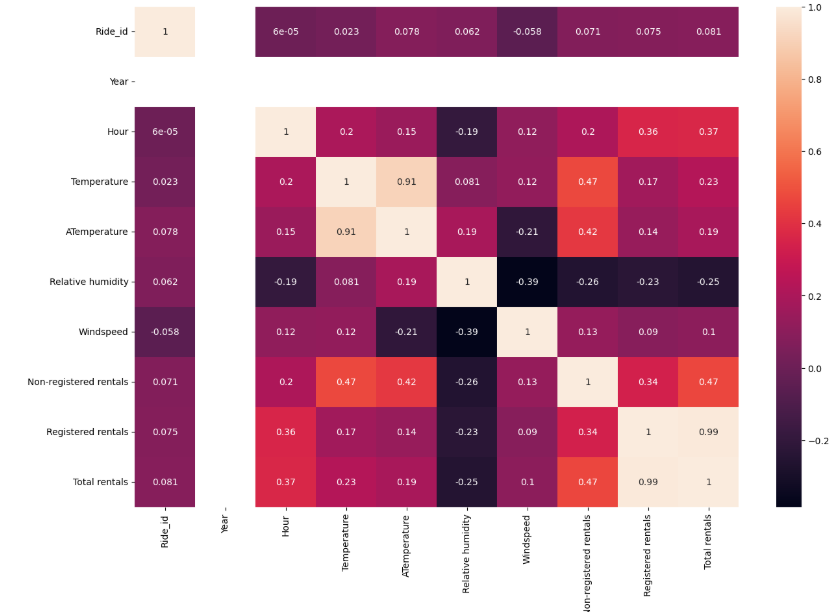 Ride_id 1 6e-05 0.023 0.078 0.062 -0.058 0.071 0.075 0.081
Year
Hour 6e-05 1 0.2 0.15 -0.19 0.12 0.2 0.36 0.37
Temperature 0.023 0.2 1 0.91 0.081 0.12 0.47 0.17 0.23
ATemperature 0.078 0.15 0.91 1 0.19 -0.21 0.42 0.14 0.19
Relative humidity 0.062 -0.19 0.081 0.19 1 -0.39 -0.26 -0.23 -0.25
Windspeed -0.058 0.12 0.12 -0.21 -0.39 1 0.13 0.09 0.1
Non-registered rentals 0.071 0.2 0.47 0.42 -0.26 0.13 1 0.34 0.47
Registered rentals 0.075 0.36 0.17 0.14 -0.23 0.09 0.34 1 0.99
Total rentals 0.081 0.37 0.23 0.19 -0.25 0.1 0.47 0.99 1
Ride_id
Year
Hour
Temperature
ATemperature
Relative humidity
Windspeed
Non-registered rentals
Registered rentals
Total rentals
1.0
0.8
0.6
0.4
0.2
0.0
−0.2